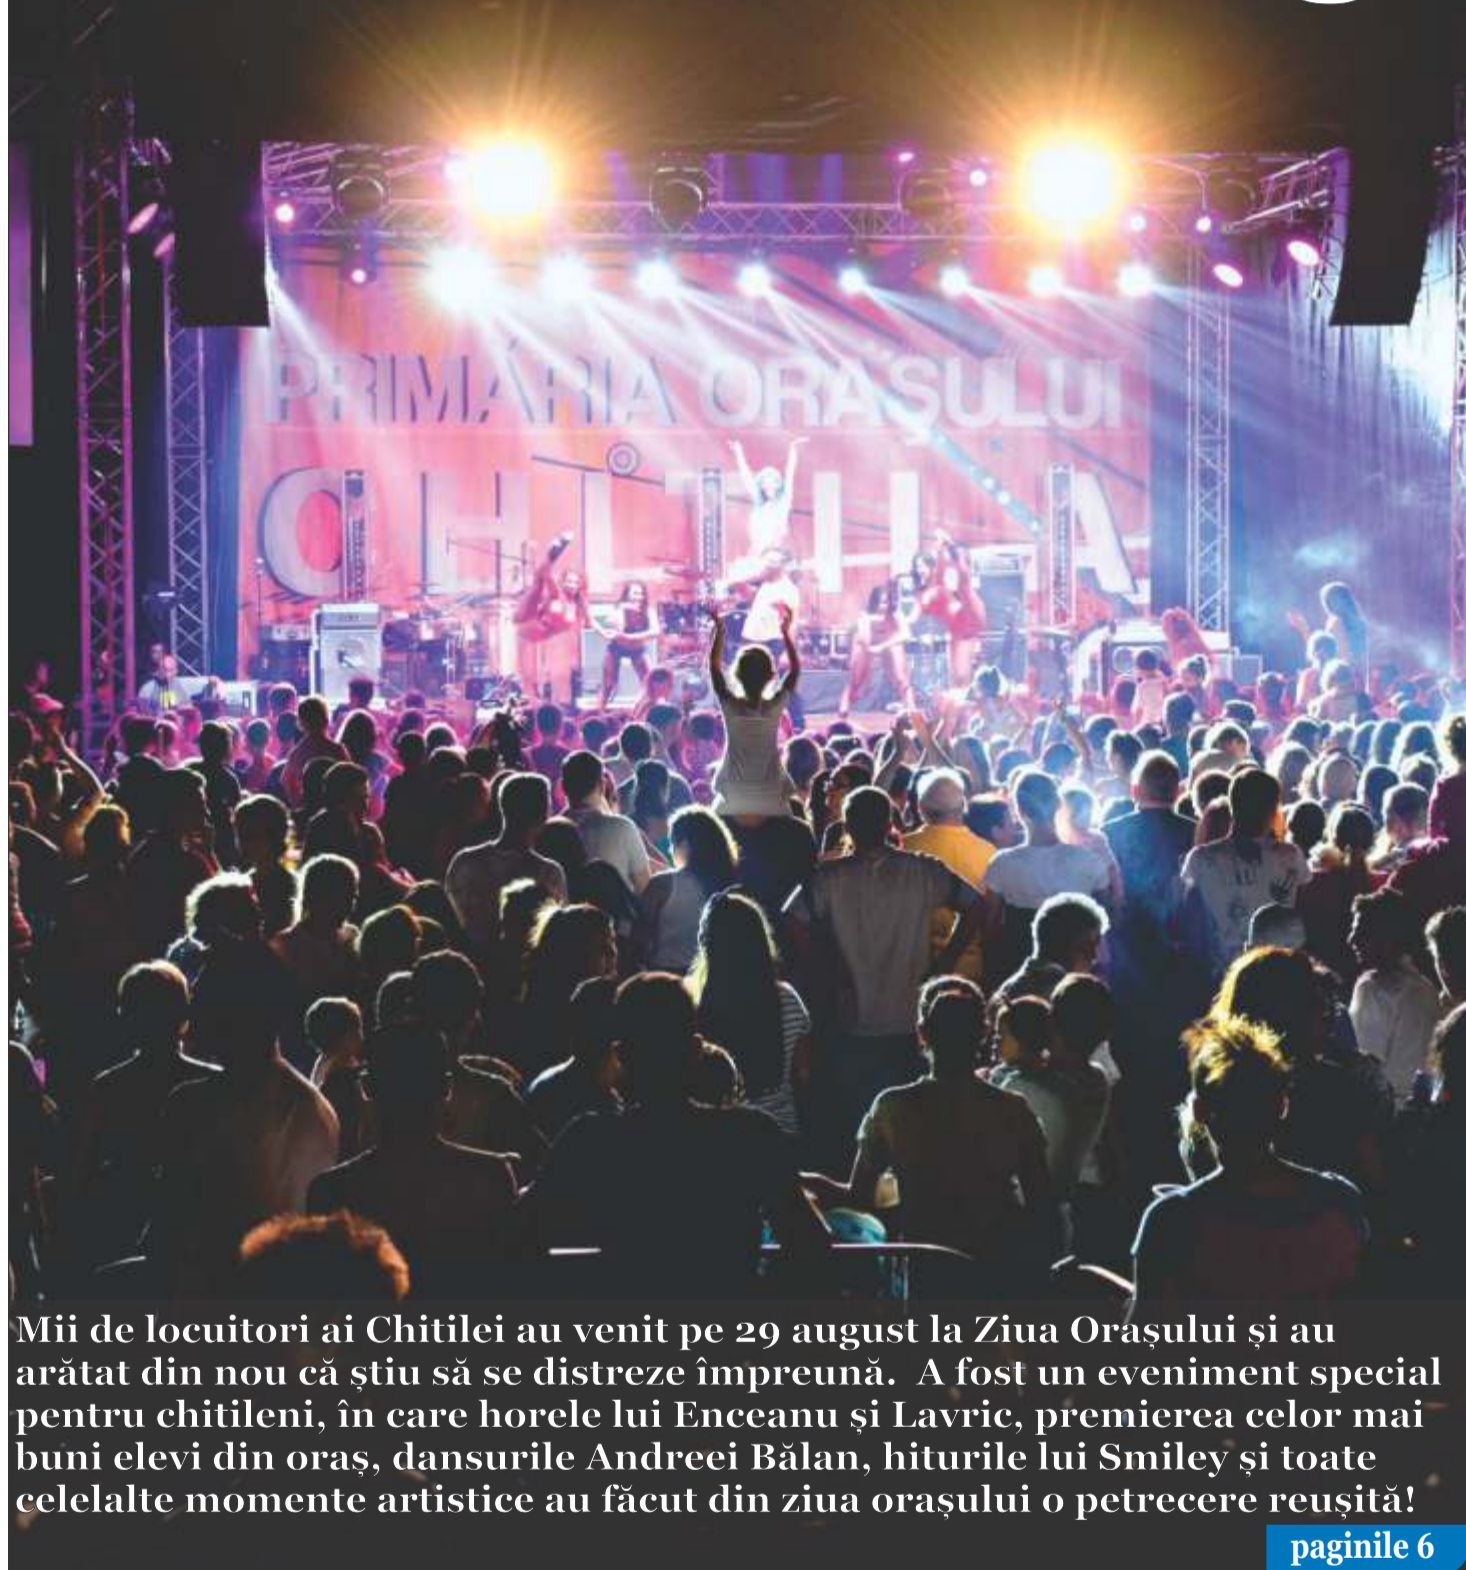 PRIMĂRIA ORAȘULUI
CHITILA
Mii de locuitori ai Chitilei au venit pe 29 august la Ziua Orașului și au
arătat din nou că știu să se distreze împreună. A fost un eveniment special
pentru chitileni, în care horele lui Enceanu și Lavric, premierea celor mai
buni elevi din oraș, dansurile Andreei Bălan, hiturile lui Smiley și toate
celelalte momente artistice au făcut din ziua orașului o petrecere reușită!
paginile 6